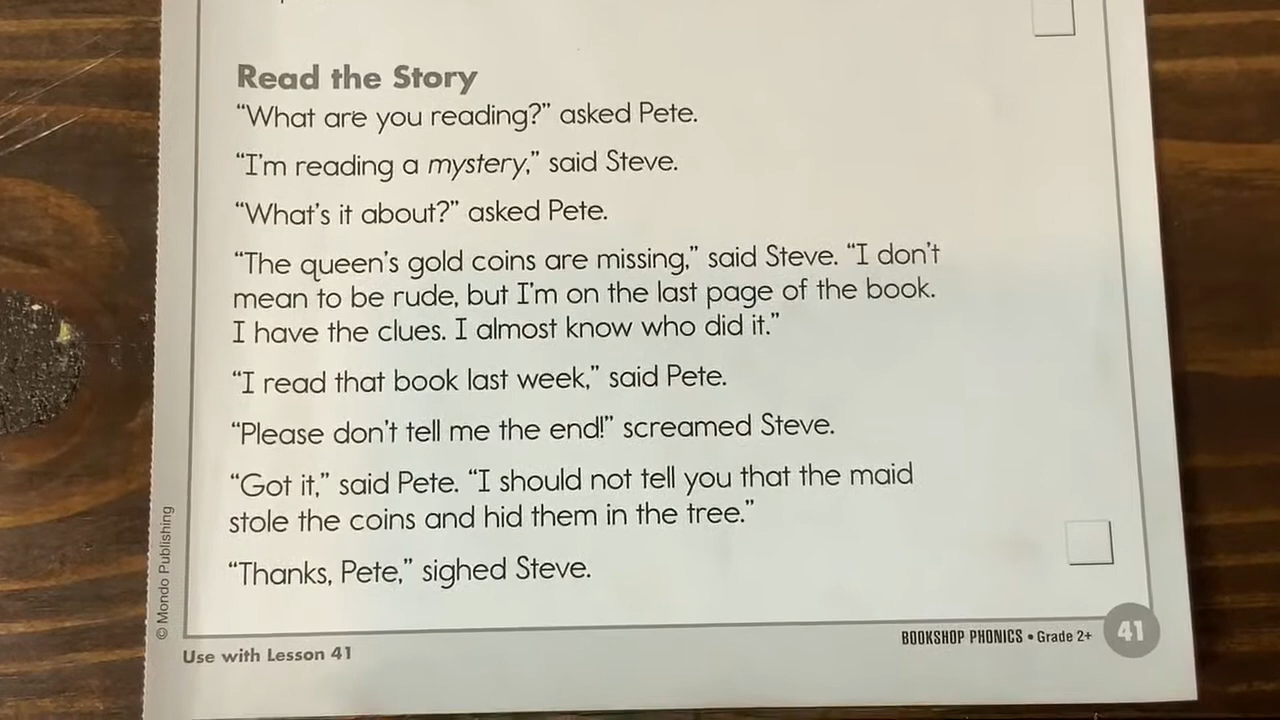 Read the Story
“What are you reading?” asked Pete.
“I’m reading a mystery,” said Steve.
“What’s it about?” asked Pete.
“The queen’s gold coins are missing,” said Steve. “I don’t
mean to be rude, but I’m on the last page of the book.
I have the clues. I almost know who did it.”
“I read that book last week,” said Pete.
“Please don’t tell me the end!” screamed Steve.
“Got it,” said Pete. “I should not tell you that the maid
stole the coins and hid them in the tree.”
“Thanks, Pete,” sighed Steve.
© Mondo Publishing
Use with Lesson 41
BOOKSHOP PHONICS • Grade 2+ 41